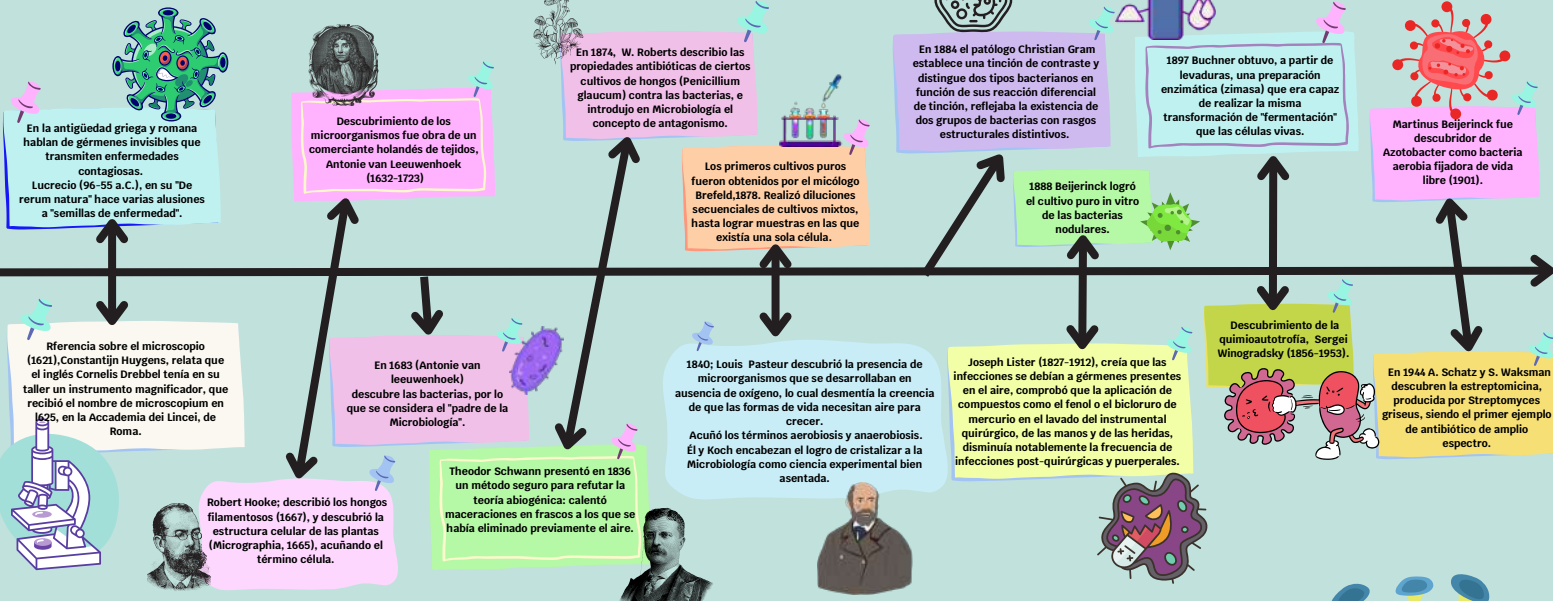 En la antigüedad griega y romana
hablan de gérmenes invisibles que
transmiten enfermedades
contagiosas.
Lucrecio (96–55 a.C.), en su "De
rerum natura" hace varias alusiones
a "semillas de enfermedad".
Rferencia sobre el microscopio
(1621),Constantijn Huygens, relata que
el inglés Cornelis Drebbel tenía en su
taller un instrumento magnificador, que
recibió el nombre de microscopium en
1625, en la Accademia dei Lincei, de
Roma.
Descubrimiento de los
microorganismos fue obra de un
comerciante holandés de tejidos,
Antonie van Leeuwenhoek
(1632-1723)
Robert Hooke; describió los hongos
filamentosos (1667), y descubrió la
estructura celular de las plantas
(Micrographia, 1665), acuñando el
término célula.
En 1683 (Antonie van
leeuwenhoek)
descubre las bacterias, por lo
que se considera el "padre de la
Microbiología".
En 1874, W. Roberts describio las
propiedades antibióticas de ciertos
cultivos de hongos (Penicillium
glaucum) contra las bacterias, e
introdujo en Microbiología el
concepto de antagonismo.
Theodor Schwann presentó en 1836
un método seguro para refutar la
teoría abiogénica: calentó
maceraciones en frascos a los que se
había eliminado previamente el aire.
Los primeros cultivos puros
fueron obtenidos por el micólogo
Brefeld,1878. Realizó diluciones
secuenciales de cultivos mixtos,
hasta lograr muestras en las que
existía una sola célula.
1840; Louis Pasteur descubrió la presencia de
microorganismos que se desarrollaban en
ausencia de oxígeno, lo cual desmentía la creencia
de que las formas de vida necesitan aire para
crecer.
Acuñó los términos aerobiosis y anaerobiosis.
Él y Koch encabezan el logro de cristalizar a la
Microbiología como ciencia experimental bien
asentada.
En 1884 el patólogo Christian Gram
establece una tinción de contraste y
distingue dos tipos bacterianos en
función de sus reacción diferencial
de tinción, reflejaba la existencia de
dos grupos de bacterias con rasgos
estructurales distintivos.
1888 Beijerinck logró
el cultivo puro in vitro
de las bacterias
nodulares.
Joseph Lister (1827–1912), creía que las
infecciones se debían a gérmenes presentes
en el aire, comprobó que la aplicación de
compuestos como el fenol o el bicloruro de
mercurio en el lavado del instrumental
quirúrgico, de las manos y de las heridas,
disminuía notablemente la frecuencia de
infecciones post-quirúrgicas y puerperales.
1897 Buchner obtuvo, a partir de
levaduras, una preparación
enzimática (zimasa) que era capaz
de realizar la misma
transformación de "fermentación"
que las células vivas.
Descubrimiento de la
quimioautotrofía, Sergei
Winogradsky (1856–1953).
Martinus Beijerinck fue
descubridor de
Azotobacter como bacteria
aerobia fijadora de vida
libre (1901).
En 1944 A. Schatz y S. Waksman
descubren la estreptomicina,
producida por Streptomyces
griseus, siendo el primer ejemplo
de antibiótico de amplio
espectro.